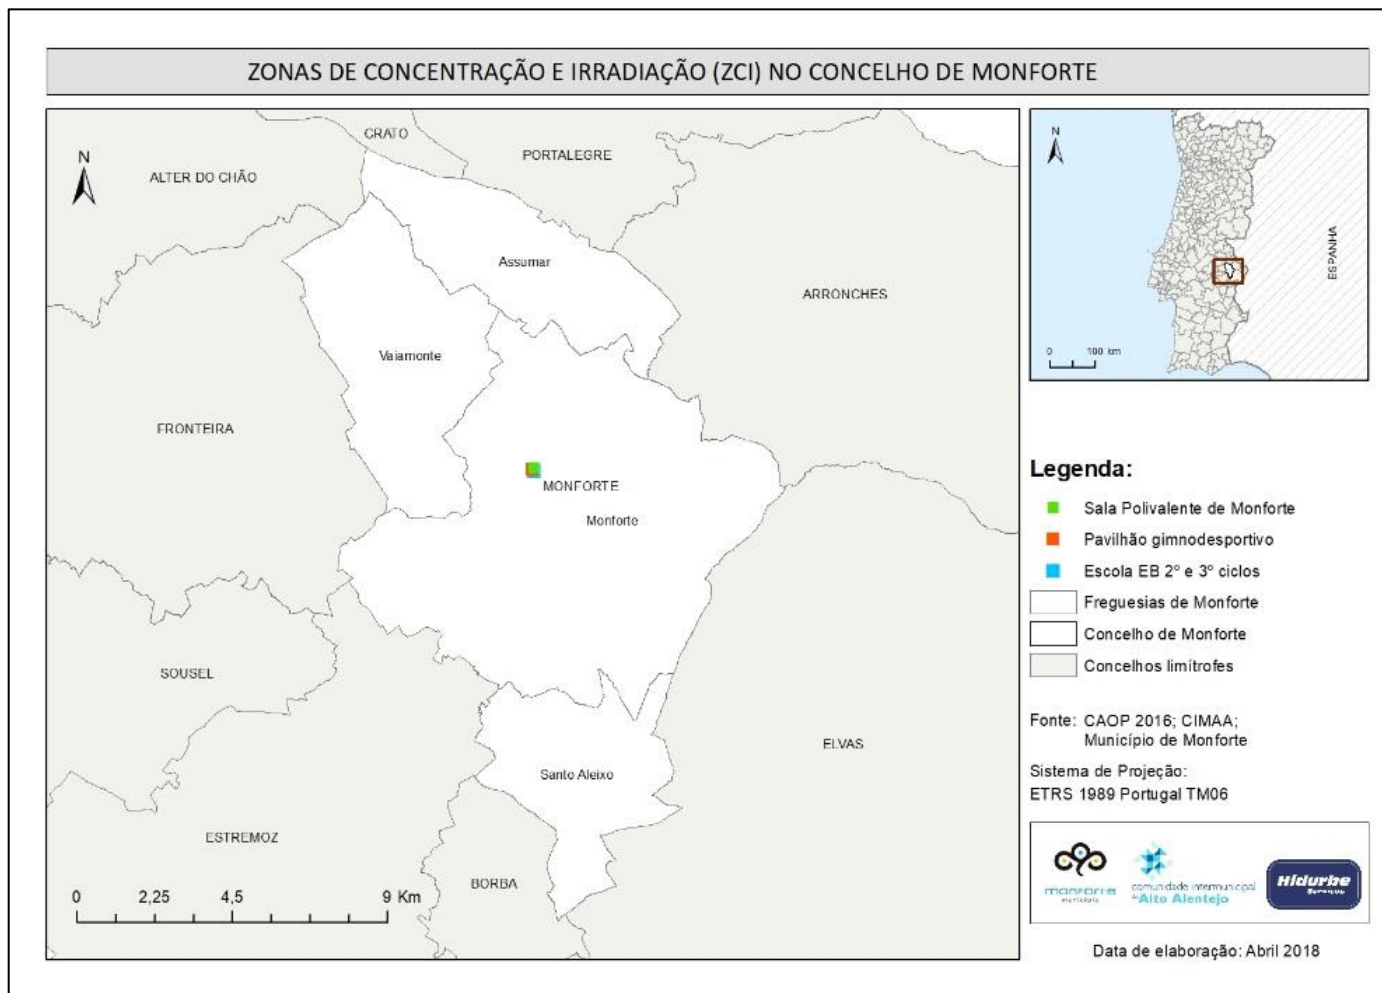 ZONAS DE CONCENTRAÇÃO E IRRADIAÇÃO (ZCI) NO CONCELHO DE MONFORTE
N
CRATO
PORTALEGRE
ALTER DO CHÃO
Assumar
ARRONCHES
Vaiamonte
FRONTEIRA
MONFORTE
Monforte
SOUSEL
ELVAS
Santo Aleixo
ESTREMOZ
BORBA
0 2,25 4,5 9 Km
N
ESPANHA
0 100 km
Legenda:
Sala Polivalente de Monforte
Pavilhão gimnodesportivo
Escola EB 2º e 3º ciclos
Freguesias de Monforte
Concelho de Monforte
Concelhos limítrofes
Fonte: CAOP 2016; CIMAA;
Município de Monforte
Sistema de Projeção:
ETRS 1989 Portugal TM06
monforte
município
comunidade intermunicipal
do Alto Alentejo
Hidurbe
Data de elaboração: Abril 2018